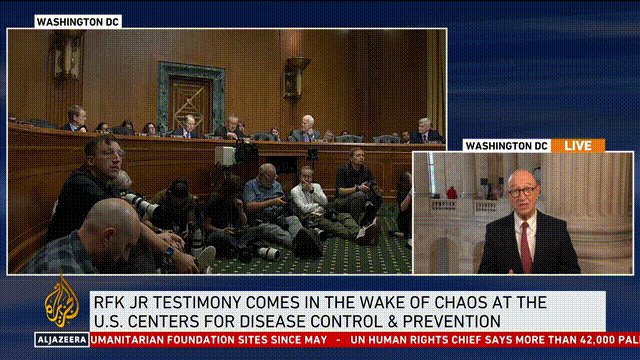 WASHINGTON DC
WASHINGTON DC LIVE
RFK JR TESTIMONY COMES IN THE WAKE OF CHAOS AT THE
U.S. CENTERS FOR DISEASE CONTROL & PREVENTION
ALJAZEERA UMANITARIAN FOUNDATION SITES SINCE MAY - UN HUMAN RIGHTS CHIEF SAYS MORE THAN 42,000 PAL